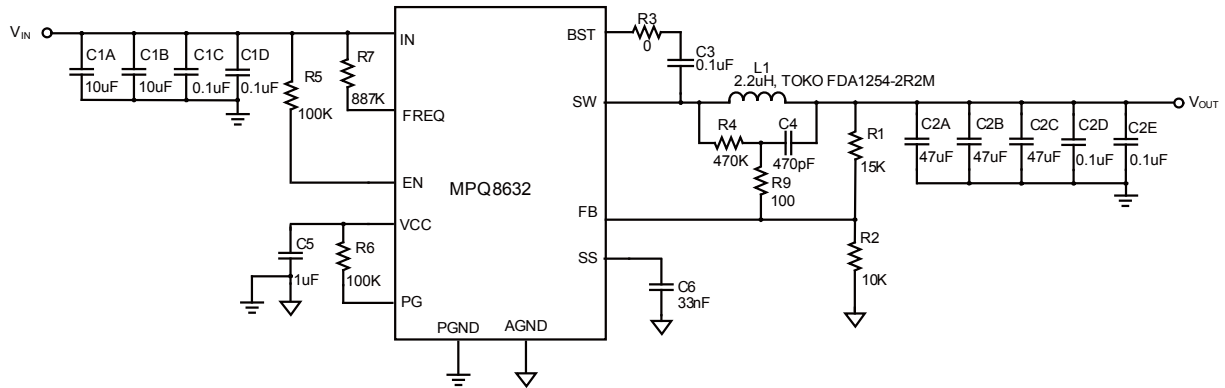 V_IN
C1A
10uF
C1B
10uF
C1C
0.1uF
C1D
0.1uF
R5
100K
R7
887K
IN
FREQ
EN
VCC
PG
C5
1uF
R6
100K
MPQ8632
PGND
AGND
BST
SW
FB
SS
R3
0
C3
0.1uF
L1
2.2uH, TOKO FDA1254-2R2M
R4
470K
C4
470pF
R9
100
R1
15K
R2
10K
C6
33nF
C2A
47uF
C2B
47uF
C2C
47uF
C2D
0.1uF
C2E
0.1uF
V_OUT